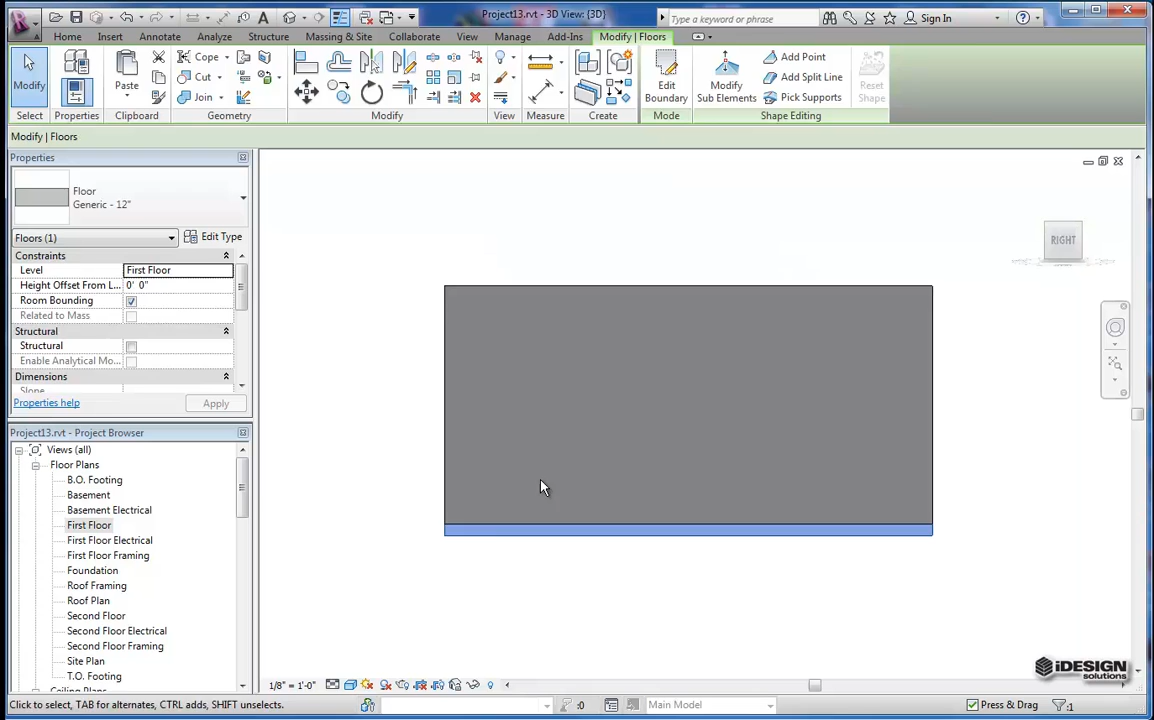 Project13.rvt - 3D View: {3D}
Type a keyword or phrase
Sign In
Home Insert Annotate Analyze Structure Massing & Site Collaborate View Manage Add-Ins Modify | Floors
Modify
Properties
Paste
Cope
Cut
Join
Edit Boundary
Modify Sub Elements
Add Point
Add Split Line
Pick Supports
Reset Shape
Select Properties Clipboard Geometry Modify View Measure Create Mode Shape Editing
Modify | Floors
Properties
Floor
Generic - 12"
Floors (1)
Edit Type
Constraints
Level First Floor
Height Offset From L... 0' 0"
Room Bounding
Related to Mass
Structural
Structural
Enable Analytical Mo...
Dimensions
Slope
Properties help
Apply
RIGHT
Project13.rvt - Project Browser
Views (all)
Floor Plans
B.O. Footing
Basement
Basement Electrical
First Floor
First Floor Electrical
First Floor Framing
Foundation
Roof Framing
Roof Plan
Second Floor
Second Floor Electrical
Second Floor Framing
Site Plan
T.O. Footing
Ceiling Plans
1/8" = 1'-0"
iDESIGN
solutions
Click to select, TAB for alternates, CTRL adds, SHIFT unselects.
:0
Main Model
Press & Drag
:1